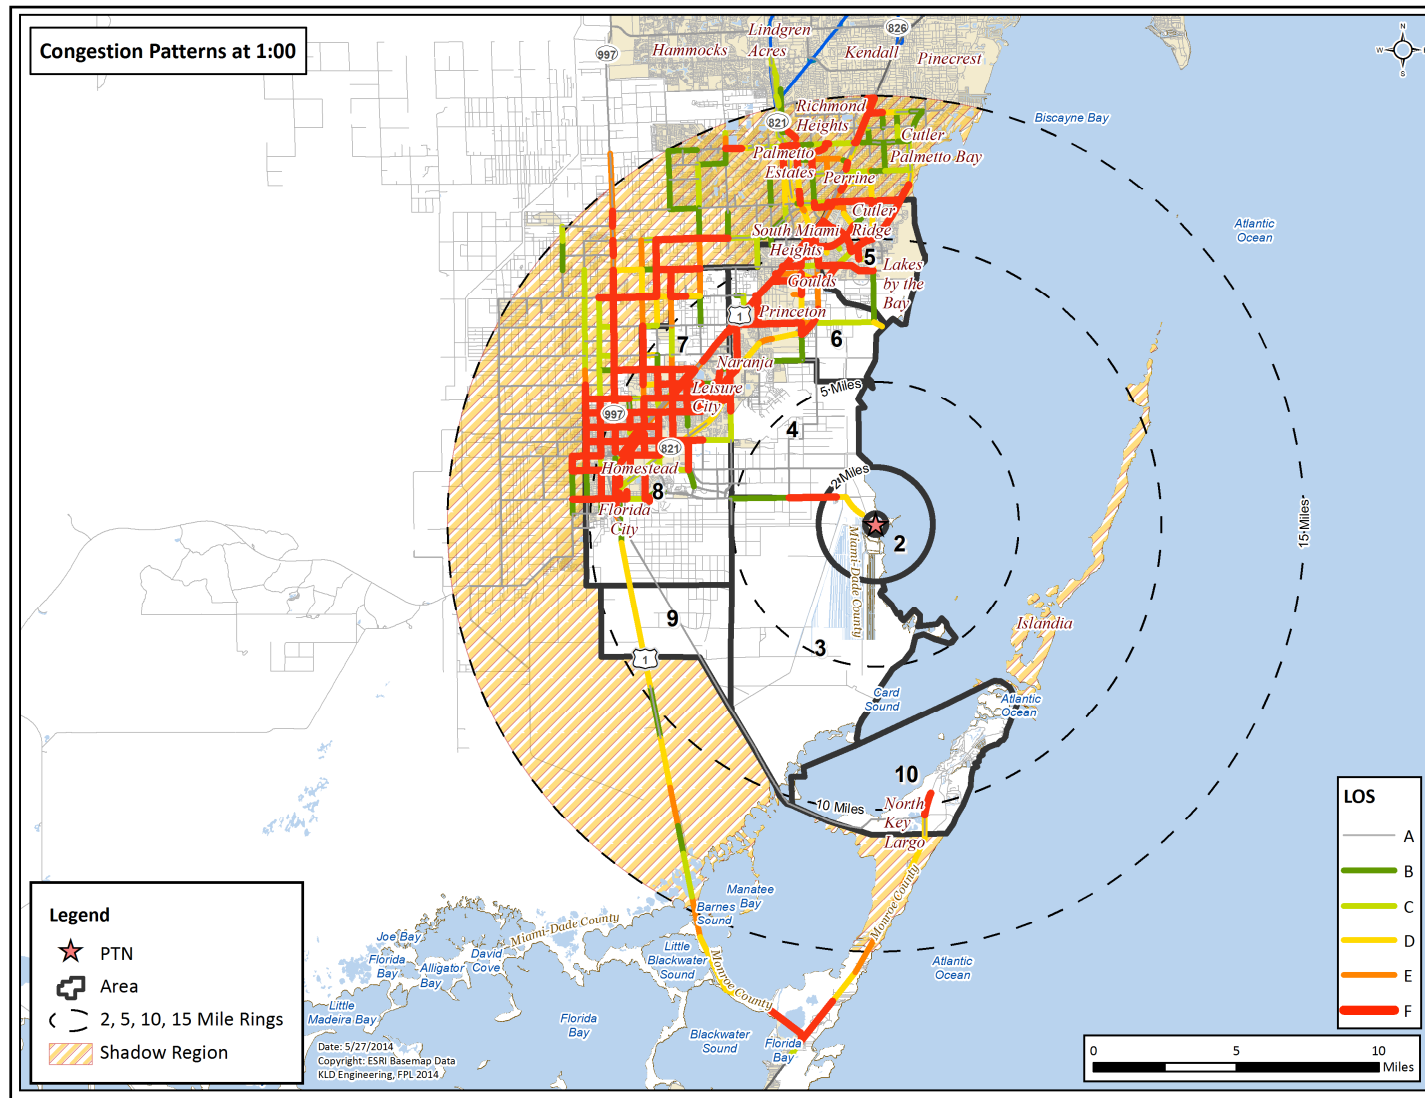 Congestion Patterns at 1:00
997
Hammocks
Lindgren
Acres
826
Kendall
Pinecrest
N
W
S
821
Richmond
Heights
Biscayne Bay
Cutler
Palmetto
Estates
Palmetto Bay
Perrine
Cutler
Ridge
South Miami
Heights
5
Atlantic
Ocean
Lakes
by the
Bay
Goulds
1
Princeton
6
7
Naranja
5 Miles
Leisure
City
997
4
821
Homestead
2 Miles
8
Florida
City
15 Miles
2
Miami-Dade County
9
Islandia
3
1
Card
Sound
Atlantic
Ocean
10
10 Miles
North
Key
Largo
Monroe County
Manatee
Bay
Barnes
Sound
Miami-Dade County
Joe Bay
Florida
Bay
Alligator
Bay
David
Cove
Little
Blackwater
Sound
Monroe County
Atlantic
Ocean
Little
Madeira Bay
Florida
Bay
Blackwater
Sound
Florida
Bay
Legend
PTN
Area
2, 5, 10, 15 Mile Rings
Shadow Region
Date: 5/27/2014
Copyright: ESRI Basemap Data
KLD Engineering, FPL 2014
LOS
A
B
C
D
E
F
0 5 10
Miles